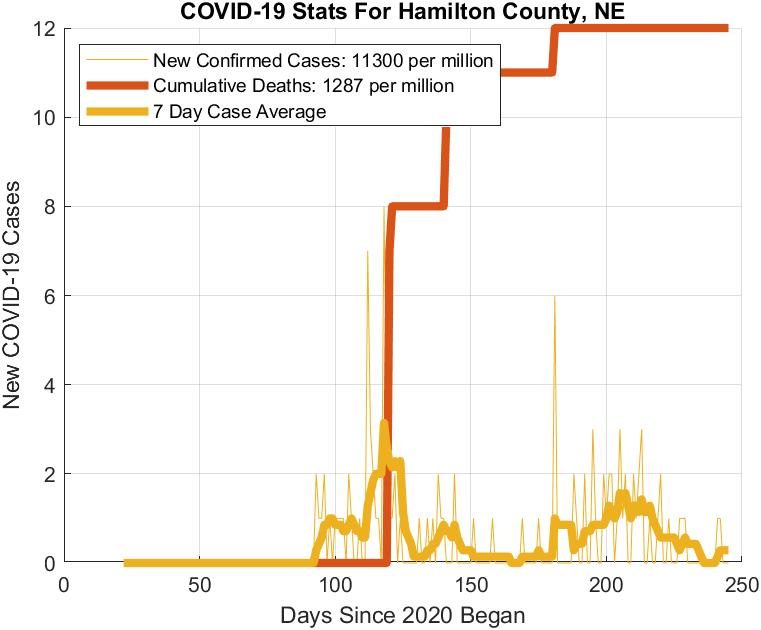 COVID-19 Stats For Hamilton County, NE
New Confirmed Cases: 11300 per million
Cumulative Deaths: 1287 per million
7 Day Case Average
New COVID-19 Cases
12
10
8
6
4
2
0
0 50 100 150 200 250
Days Since 2020 Began